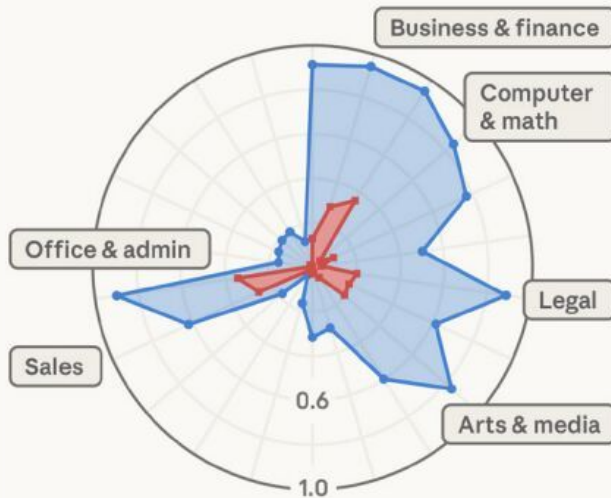 Business & finance
Computer
& math
Office & admin
Legal
Sales
0.6
Arts & media
1.0